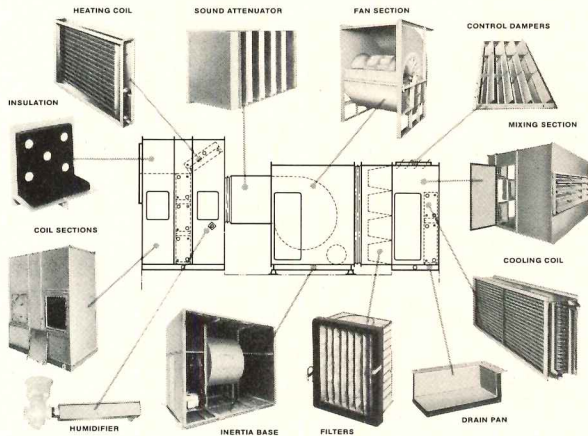 HEATING COIL
SOUND ATTENUATOR
FAN SECTION
CONTROL DAMPERS
INSULATION
MIXING SECTION
COIL SECTIONS
COOLING COIL
HUMIDIFIER
INERTIA BASE
FILTERS
DRAIN PAN